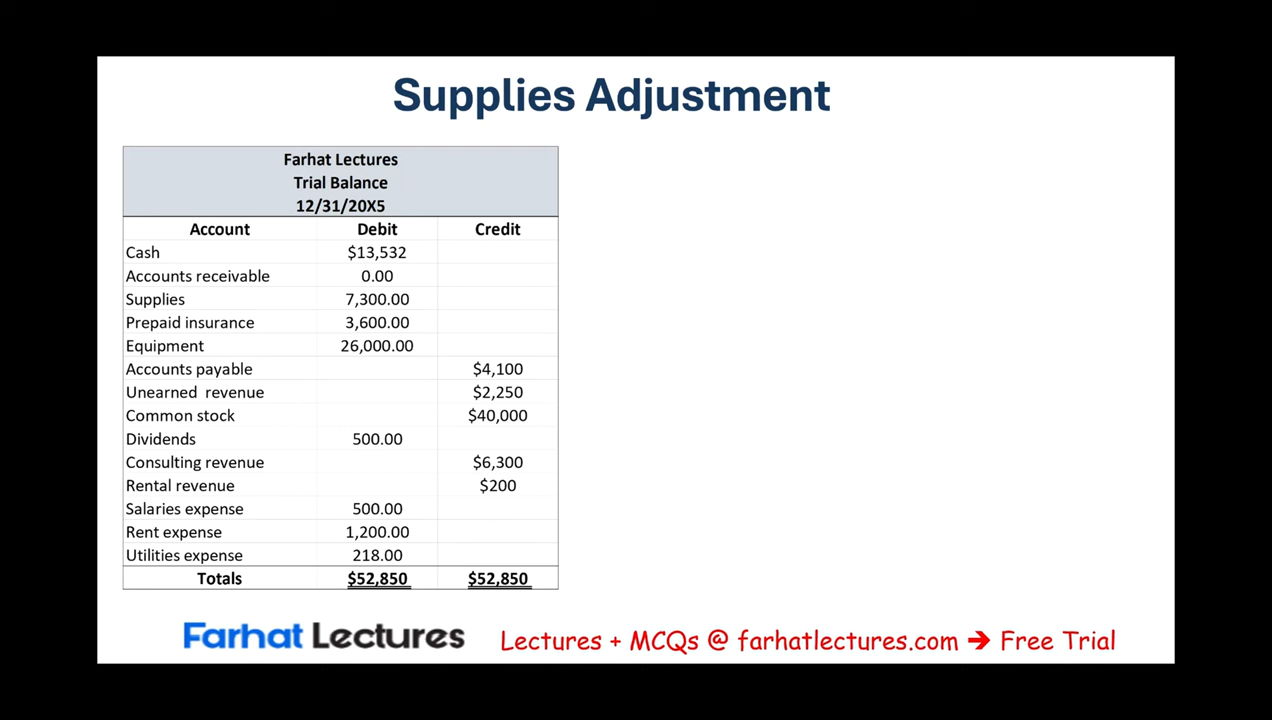 Supplies Adjustment
Farhat Lectures
Trial Balance
12/31/20X5
Account Debit Credit
Cash $13,532
Accounts receivable 0.00
Supplies 7,300.00
Prepaid insurance 3,600.00
Equipment 26,000.00
Accounts payable $4,100
Unearned revenue $2,250
Common stock $40,000
Dividends 500.00
Consulting revenue $6,300
Rental revenue $200
Salaries expense 500.00
Rent expense 1,200.00
Utilities expense 218.00
Totals $52,850 $52,850
Farhat Lectures
Lectures + MCQs @ farhatlectures.com ➔ Free Trial